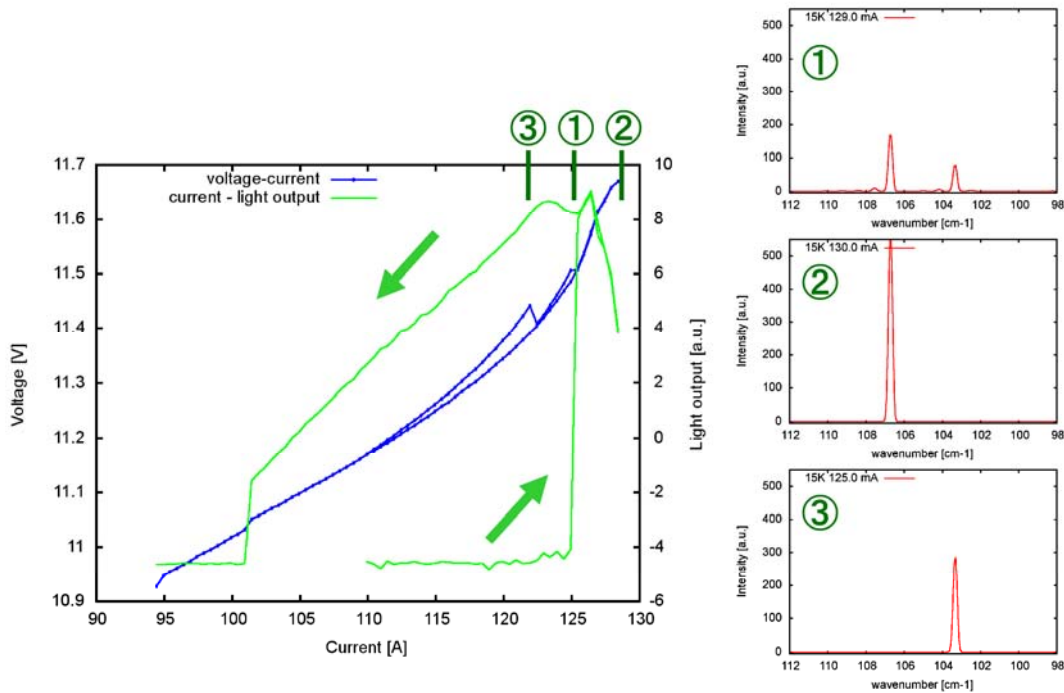 ③ ① ②
11.7
11.6
11.5
11.4
11.3
11.2
11.1
11
10.9
Voltage [V]
voltage-current
current - light output
10
8
6
4
2
0
-2
-4
-6
Light output [a.u.]
90 95 100 105 110 115 120 125 130
Current [A]
15K 129.0 mA
①
500
400
300
200
100
0
Intensity [a.u.]
112 110 108 106 104 102 100 98
wavenumber [cm-1]
15K 130.0 mA
②
500
400
300
200
100
0
Intensity [a.u.]
112 110 108 106 104 102 100 98
wavenumber [cm-1]
15K 125.0 mA
③
500
400
300
200
100
0
Intensity [a.u.]
112 110 108 106 104 102 100 98
wavenumber [cm-1]